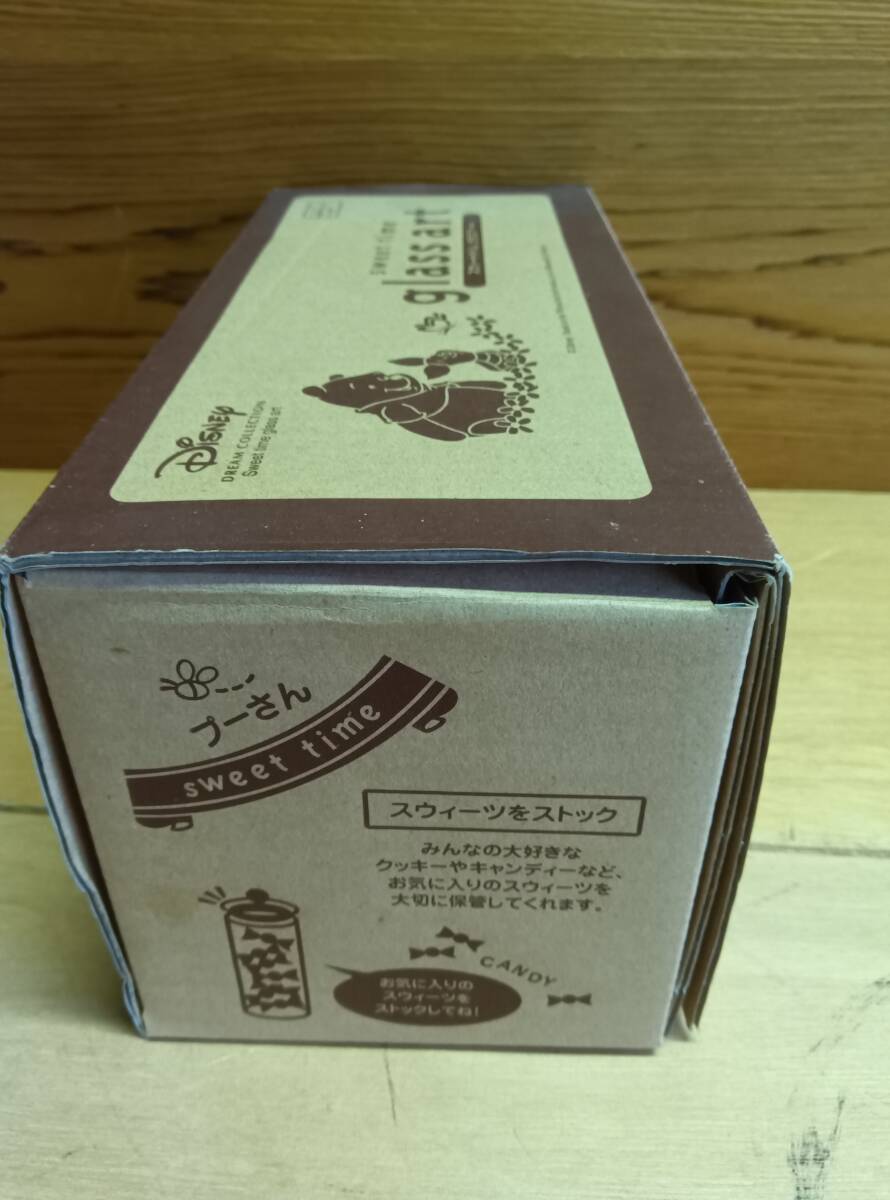 sweet time
glass art
Disney
DREAM COLLECTION
Sweet time glass art
プーさん
sweet time
スウィーツをストック
みんなの大好きな
クッキーやキャンディーなど、
お気に入りのスウィーツを
大切に保管してくれます。
CANDY
お気に入りの
スウィーツを
ストックしてね!